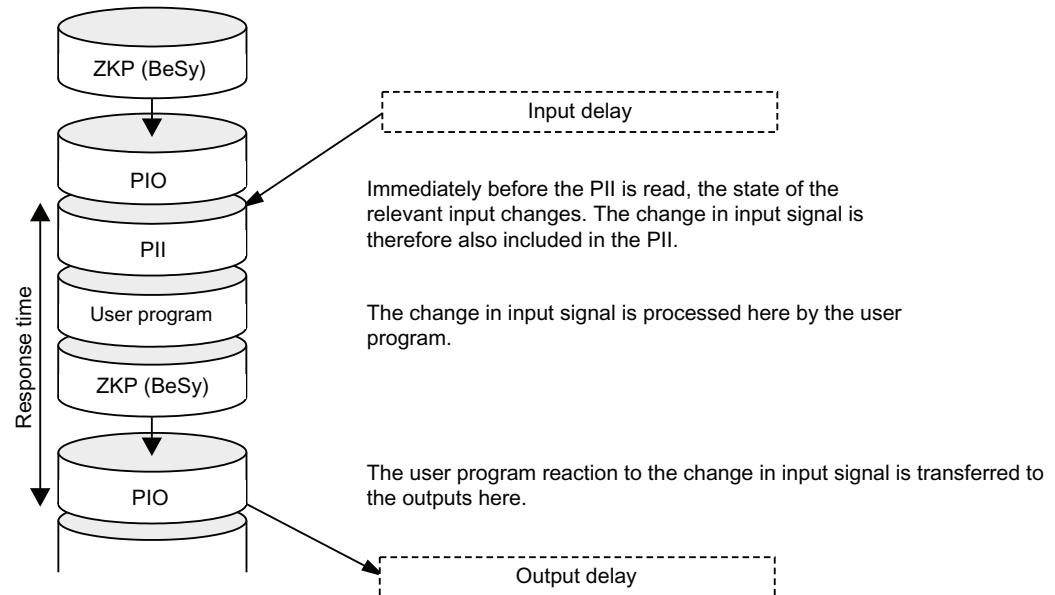 ZKP (BeSy)
Input delay
PIO
Immediately before the PII is read, the state of the
relevant input changes. The change in input signal is
therefore also included in the PII.
PII
Response time
User program
The change in input signal is processed here by the user
program.
ZKP (BeSy)
The user program reaction to the change in input signal is transferred to
the outputs here.
PIO
Output delay